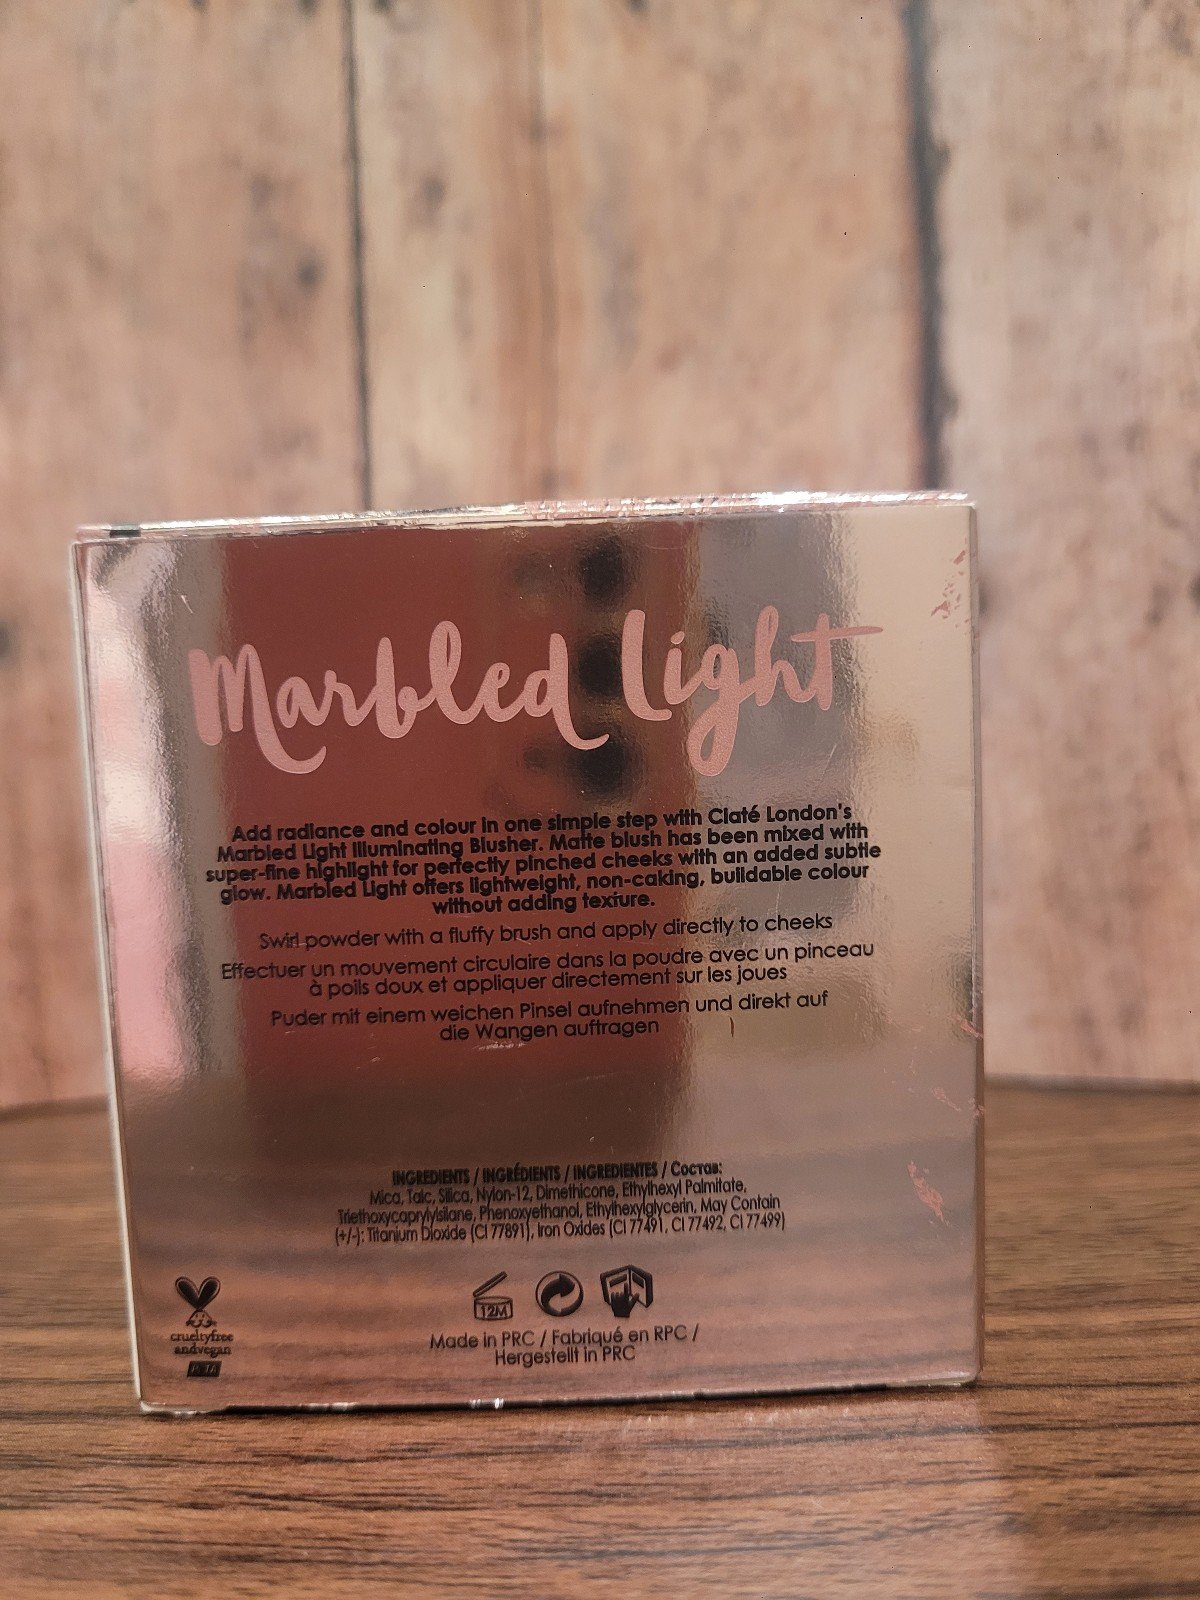 Marbled Light
Add radiance and colour in one simple step with Ciaté London's
Marbled Light Illuminating Blusher. Matte blush has been mixed with
super-fine highlight for perfectly pinched cheeks with an added subtle
glow. Marbled Light offers lightweight, non-caking, buildable colour
without adding texture.
Swirl powder with a fluffy brush and apply directly to cheeks
Effectuer un mouvement circulaire dans la poudre avec un pinceau
à poils doux et appliquer directement sur les joues
Puder mit einem weichen Pinsel aufnehmen und direkt auf
die Wangen auftragen
INGREDIENTS / INGRÉDIENTS / INGREDIENTES / Состав:
Mica, Talc, Silica, Nylon-12, Dimethicone, Ethylhexyl Palmitate,
Triethoxycaprylylsilane, Phenoxyethanol, Ethylhexylglycerin, May Contain
(+/-): Titanium Dioxide (CI 77891), Iron Oxides (CI 77491, CI 77492, CI 77499)
12M
crueltyfree
andvegan
PETA
Made in PRC / Fabriqué en RPC /
Hergestellt in PRC